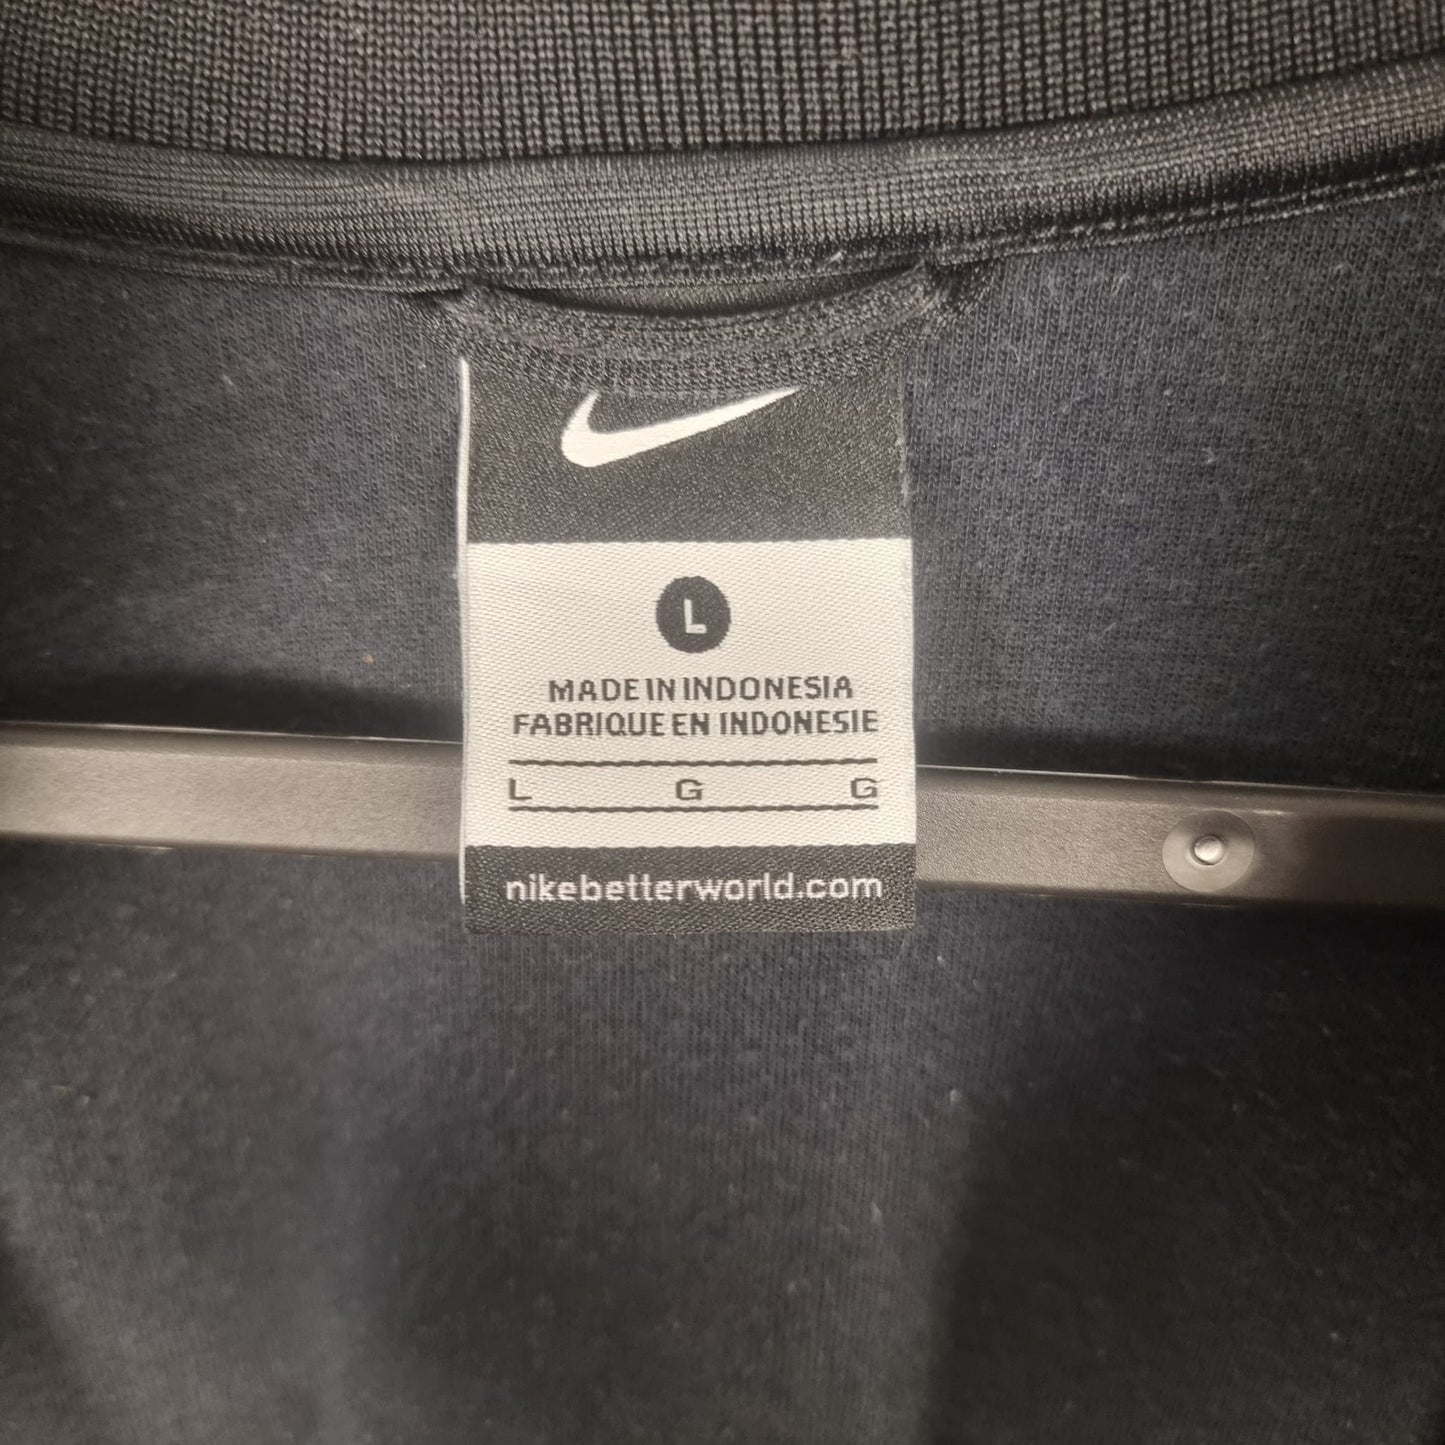 L
MADE IN INDONESIA
FABRIQUE EN INDONESIE
L G G
nikebetterworld.com